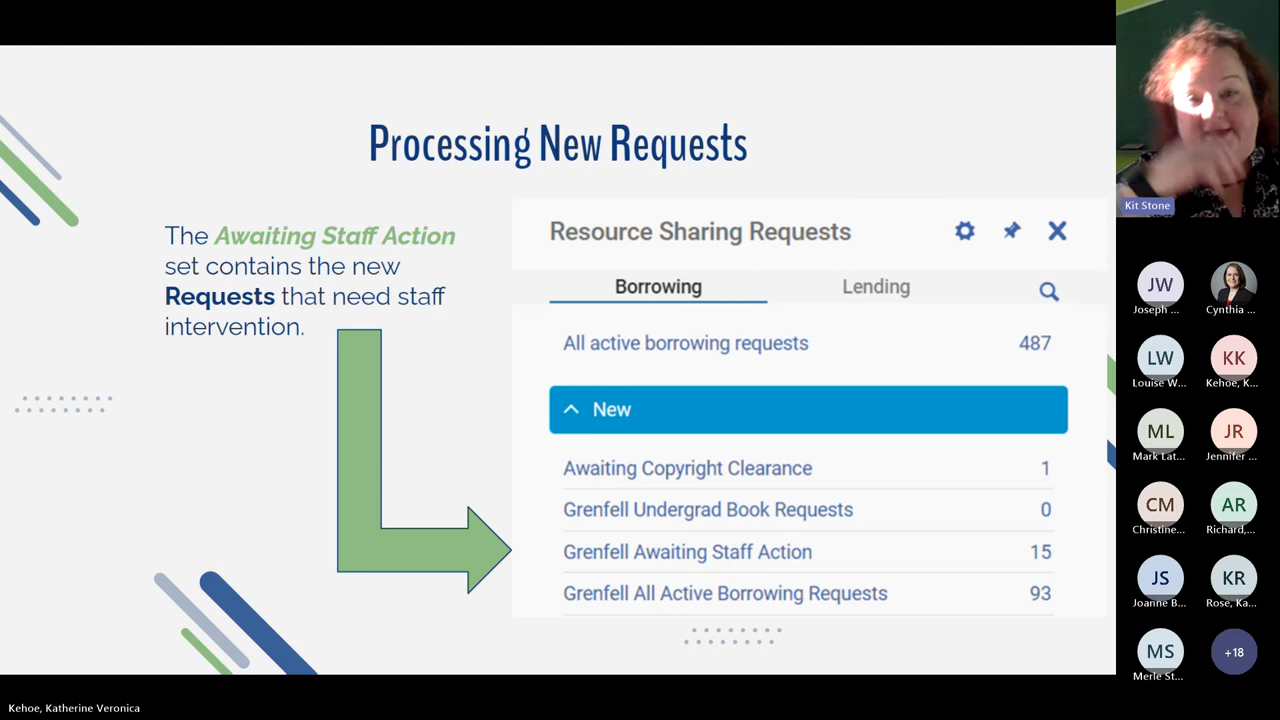 Processing New Requests
The Awaiting Staff Action
set contains the new
Requests that need staff
intervention.
Resource Sharing Requests
Borrowing
Lending
All active borrowing requests 487
New
Awaiting Copyright Clearance 1
Grenfell Undergrad Book Requests 0
Grenfell Awaiting Staff Action 15
Grenfell All Active Borrowing Requests 93
Kit Stone
JW
Joseph ...
Cynthia ...
LW
Louise W...
KK
Kehoe, K...
ML
Mark Lat...
JR
Jennifer ...
CM
Christine...
AR
Richard,...
JS
Joanne B...
KR
Rose, Ka...
MS
Merle St...
+18
Kehoe, Katherine Veronica